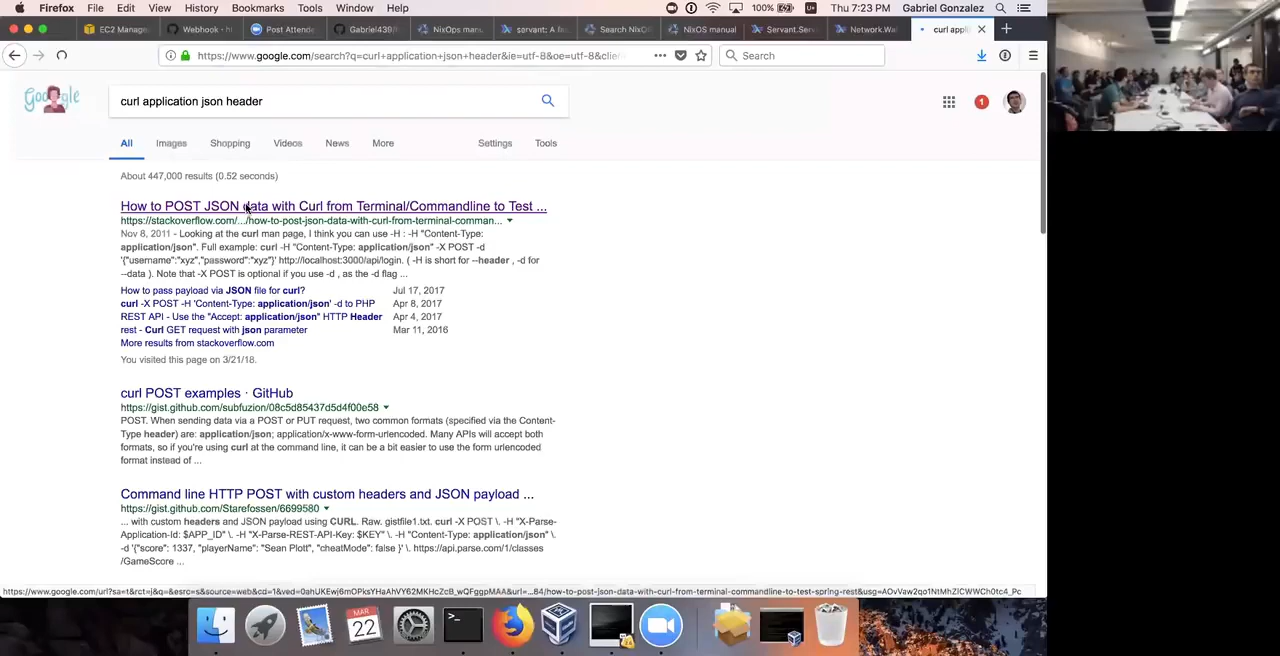 Firefox File Edit View History Bookmarks Tools Window Help 100% Thu 7:23 PM Gabriel Gonzalez
EC2 Manage Webhook · h Post Attende Gabriel439/ NixOps manu servant: A fa Search NixO NixOS manual Servant.Serv Network.Wai curl appli
https://www.google.com/search?q=curl+application+json+header&ie=utf-8&oe=utf-8&clie Search
Google curl application json header 1
All Images Shopping Videos News More Settings Tools
About 447,000 results (0.52 seconds)
How to POST JSON data with Curl from Terminal/Commandline to Test ...
https://stackoverflow.com/.../how-to-post-json-data-with-curl-from-terminal-comman...
Nov 8, 2011 - Looking at the curl man page, I think you can use -H : -H "Content-Type:
application/json". Full example: curl -H "Content-Type: application/json" -X POST -d
'{"username":"xyz","password":"xyz"}' http://localhost:3000/api/login. ( -H is short for --header , -d for
--data ). Note that -X POST is optional if you use -d , as the -d flag ...
How to pass payload via JSON file for curl? Jul 17, 2017
curl -X POST -H 'Content-Type: application/json' -d to PHP Apr 8, 2017
REST API - Use the "Accept: application/json" HTTP Header Apr 4, 2017
rest - Curl GET request with json parameter Mar 11, 2016
More results from stackoverflow.com
You visited this page on 3/21/18.
curl POST examples · GitHub
https://gist.github.com/subfuzion/08c5d85437d5d4f00e58
POST. When sending data via a POST or PUT request, two common formats (specified via the Content-
Type header) are: application/json; application/x-www-form-urlencoded. Many APIs will accept both
formats, so if you're using curl at the command line, it can be a bit easier to use the form urlencoded
format instead of ...
Command line HTTP POST with custom headers and JSON payload ...
https://gist.github.com/Starefossen/6699580
... with custom headers and JSON payload using CURL. Raw. gistfile1.txt. curl -X POST \. -H "X-Parse-
Application-Id: $APP_ID" \. -H "X-Parse-REST-API-Key: $KEY" \. -H "Content-Type: application/json" \.
-d '{"score": 1337, "playerName": "Sean Plott", "cheatMode": false }' \. https://api.parse.com/1/classes
/GameScore ...
MAR
22